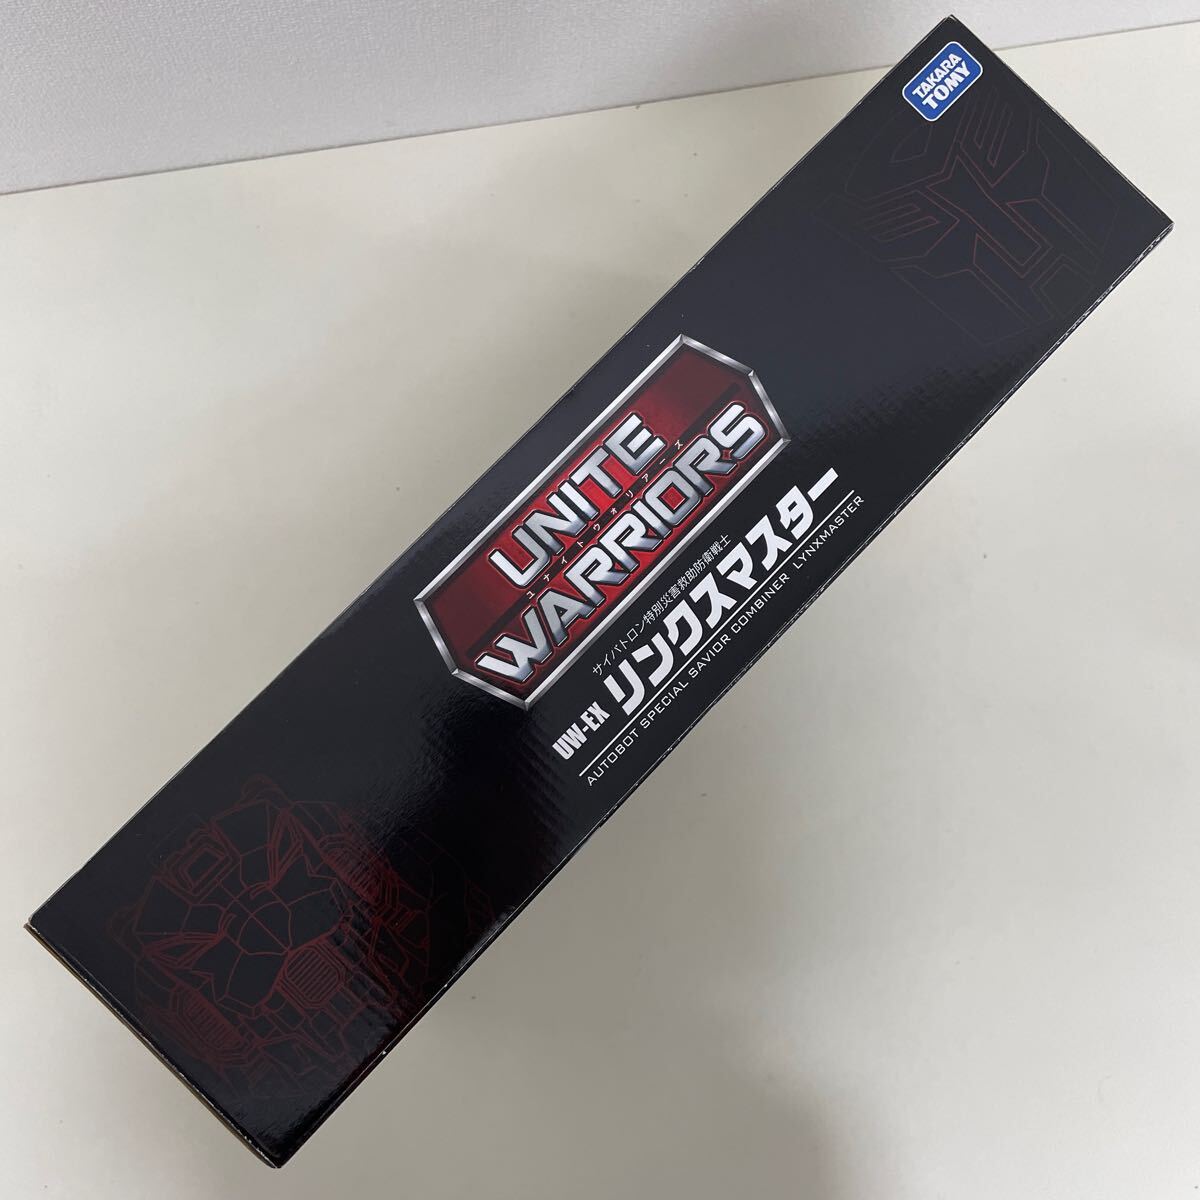 TAKARA
TOMY
UNITE
ユナイトウォリアーズ
WARRIORS
サイバトロン特別災害救助防衛戦士
UW-EX リンクスマスター
AUTOBOT SPECIAL SAVIOR COMBINER LYNXMASTER